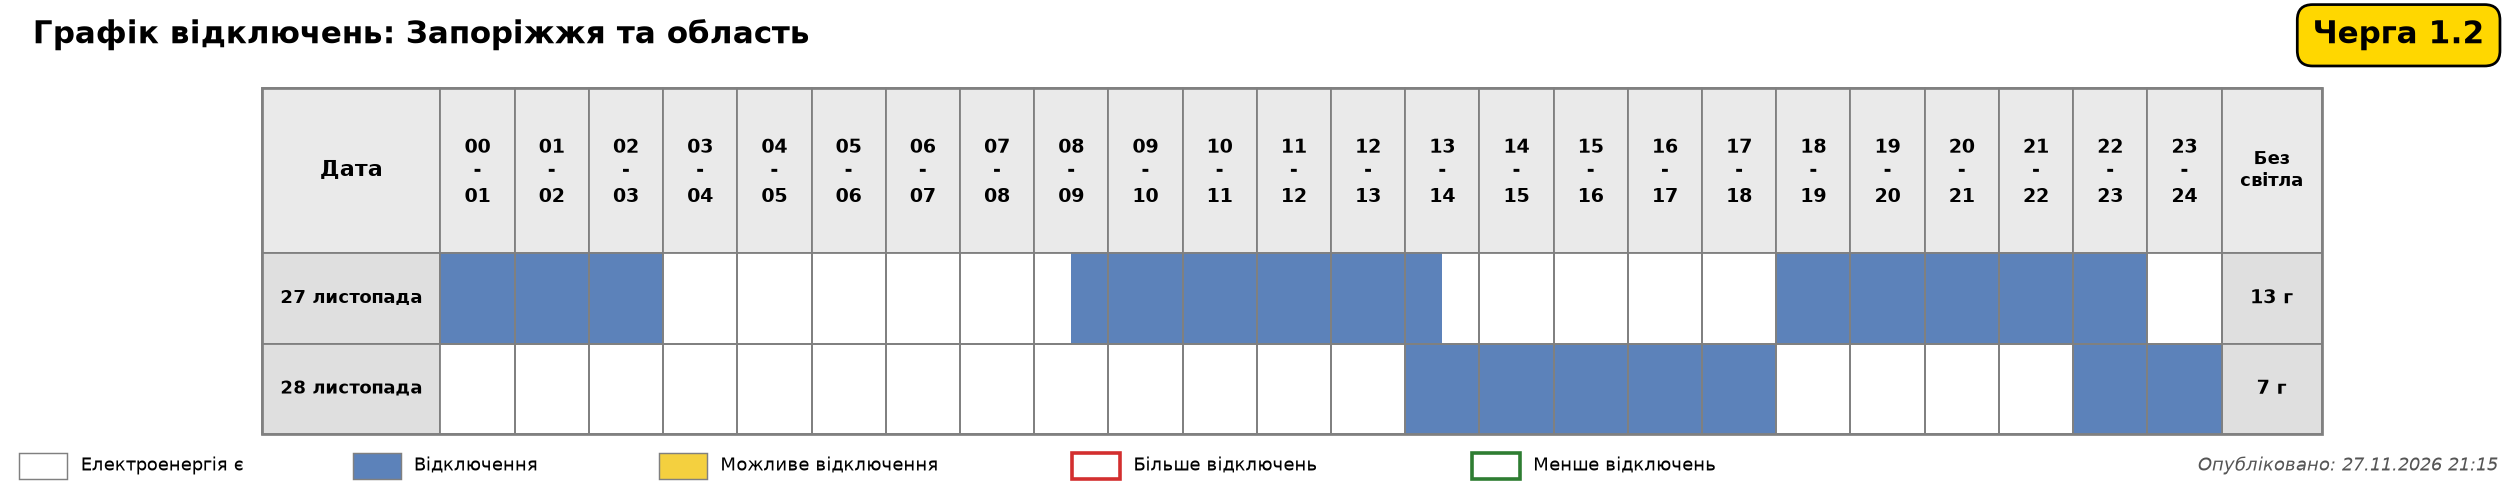 Графік відключень: Запоріжжя та область
Черга 1.2
Дата
00 - 01
01 - 02
02 - 03
03 - 04
04 - 05
05 - 06
06 - 07
07 - 08
08 - 09
09 - 10
10 - 11
11 - 12
12 - 13
13 - 14
14 - 15
15 - 16
16 - 17
17 - 18
18 - 19
19 - 20
20 - 21
21 - 22
22 - 23
23 - 24
Без
світла
27 листопада
13 г
28 листопада
7 г
Електроенергія є
Відключення
Можливе відключення
Більше відключень
Менше відключень
Опубліковано: 27.11.2026 21:15